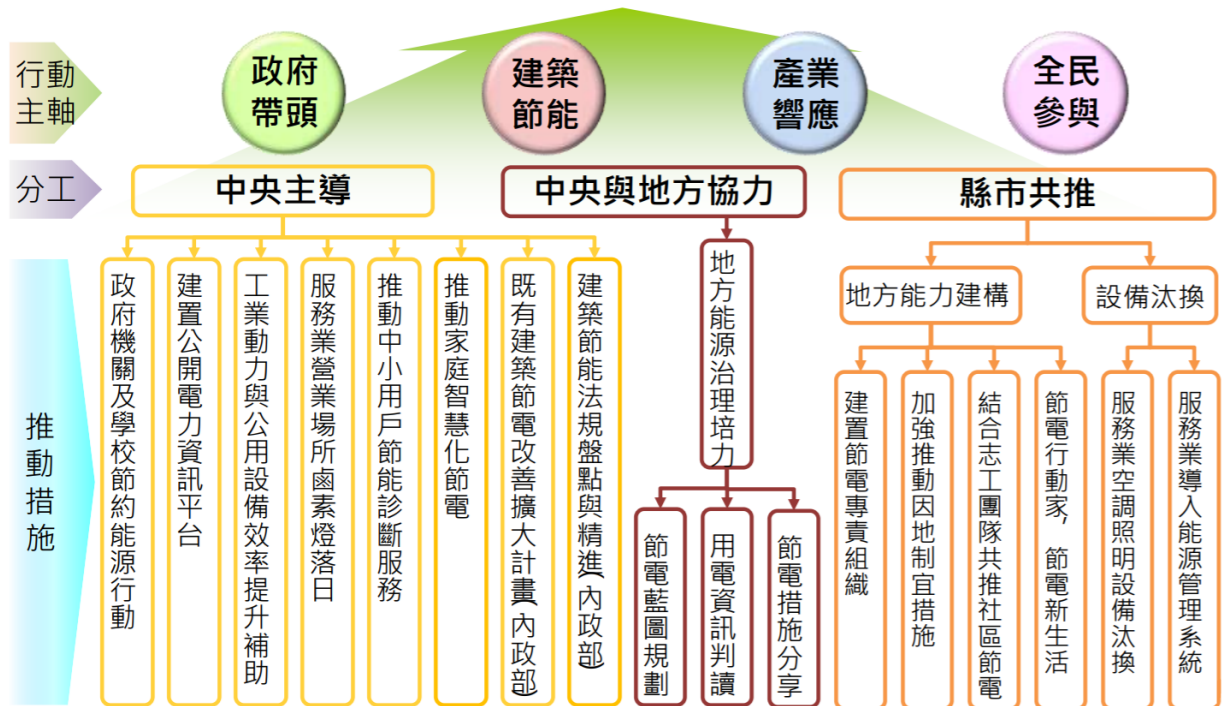 行動
主軸
政府
帶頭
建築
節能
產業
響應
全民
參與
分工
中央主導
中央與地方協力
縣市共推
推動措施
政府機關及學校節約能源行動
建置公開電力資訊平台
工業動力與公用設備效率提升補助
服務業營業場所鹵素燈落日
推動中小用戶節能診斷服務
推動家庭智慧化節電
既有建築節電改善擴大計畫(內政部)
建築節能法規盤點與精進(內政部)
地方能源治理培力
節電藍圖規劃
用電資訊判讀
節電措施分享
地方能力建構
設備汰換
建置節電專責組織
加強推動因地制宜措施
結合志工團隊共推社區節電
節電行動家，節電新生活
服務業空調照明設備汰換
服務業導入能源管理系統